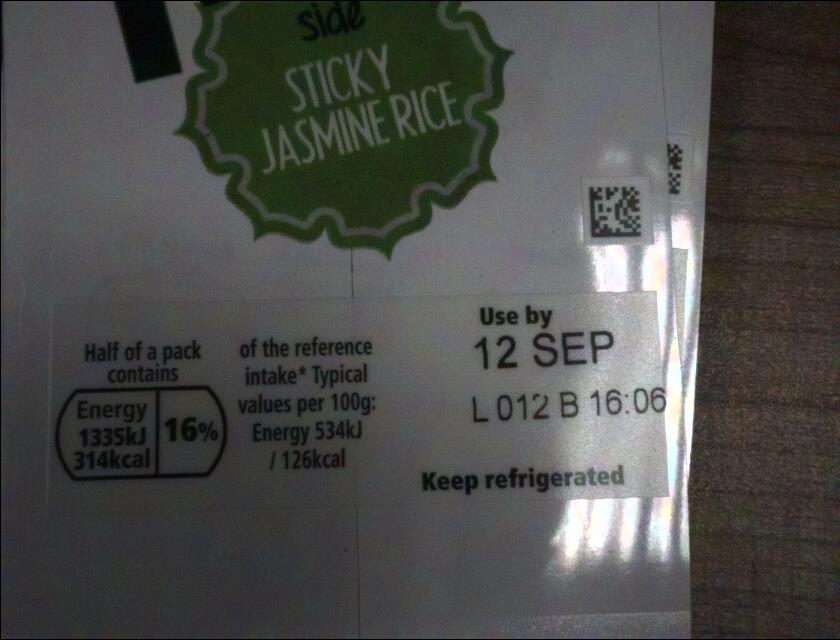 side
STICKY
JASMINE RICE
Half of a pack
contains
Energy
1335kJ
314kcal
16%
of the reference
intake* Typical
values per 100g:
Energy 534kJ
/ 126kcal
Use by
12 SEP
L 012 B 16:06
Keep refrigerated